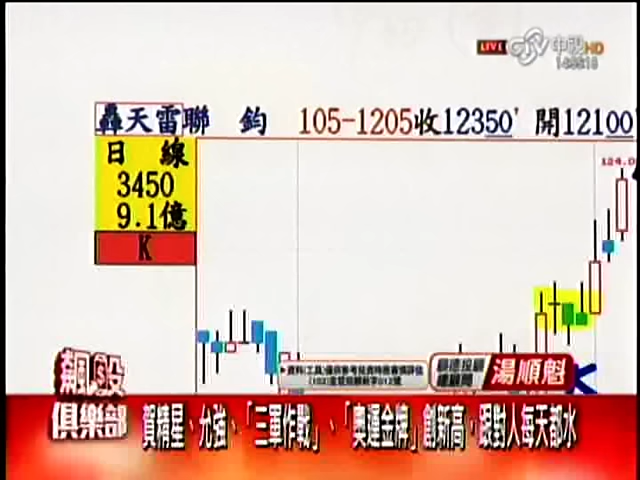 LIVE CTV 中視HD
轟天雷聯 鈞 105-1205收12350' 開12100
日 線
3450
9.1億
K
124.0
湯順魁
飆股
俱樂部
賀精星、允強、「三軍作戰」、「奧運金牌」創新高,跟對人每天都水